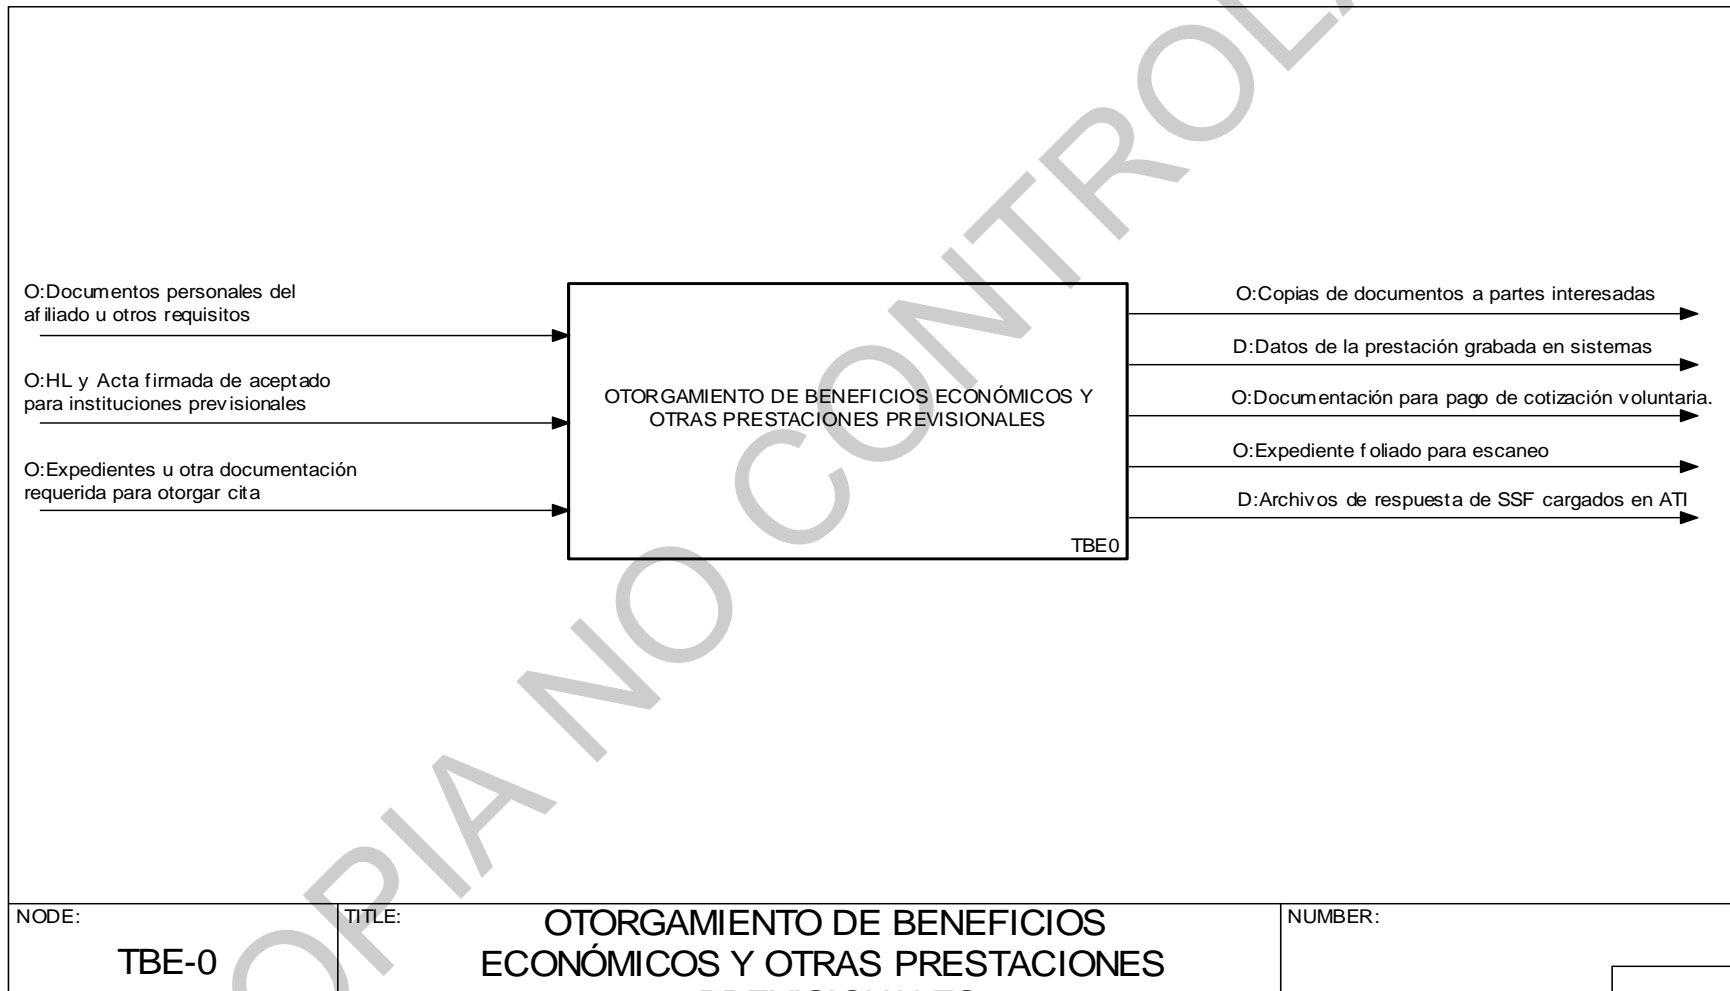 O:Documentos personales del
afiliado u otros requisitos
O:HL y Acta firmada de aceptado
para instituciones previsionales
O:Expedientes u otra documentación
requerida para otorgar cita
OTORGAMIENTO DE BENEFICIOS ECONÓMICOS Y
OTRAS PRESTACIONES PREVISIONALES
TBE0
O:Copias de documentos a partes interesadas
D:Datos de la prestación grabada en sistemas
O:Documentación para pago de cotización voluntaria.
O:Expediente foliado para escaneo
D:Archivos de respuesta de SSF cargados en ATI
OPIA NO CONTROLA
NODE:
TBE-0
TITLE:
OTORGAMIENTO DE BENEFICIOS
ECONÓMICOS Y OTRAS PRESTACIONES
PREVISIONALES
NUMBER: